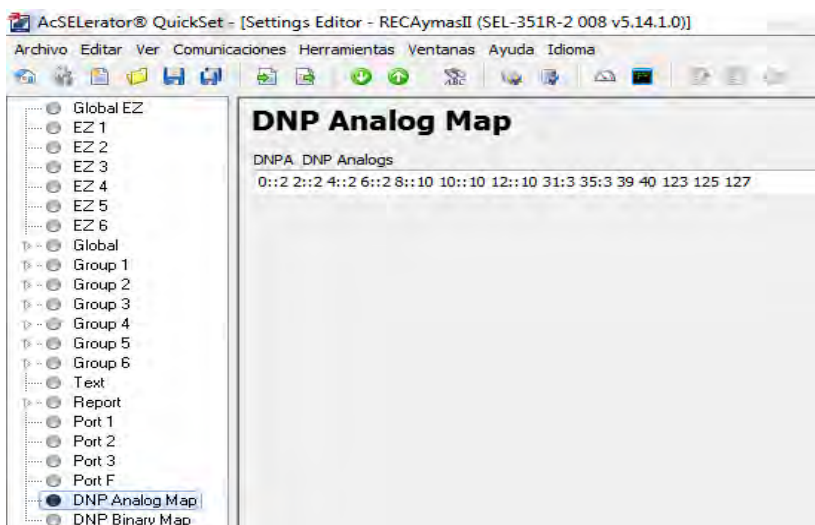 AcSELerator® QuickSet - [Settings Editor - RECAymasII (SEL-351R-2 008 v5.14.1.0)]
Archivo Editar Ver Comunicaciones Herramientas Ventanas Ayuda Idioma
Global EZ
EZ 1
EZ 2
EZ 3
EZ 4
EZ 5
EZ 6
Global
Group 1
Group 2
Group 3
Group 4
Group 5
Group 6
Text
Report
Port 1
Port 2
Port 3
Port F
DNP Analog Map
DNP Binary Map
DNP Analog Map
DNPA DNP Analogs
0::2 2::2 4::2 6::2 8::10 10::10 12::10 31:3 35:3 39 40 123 125 127